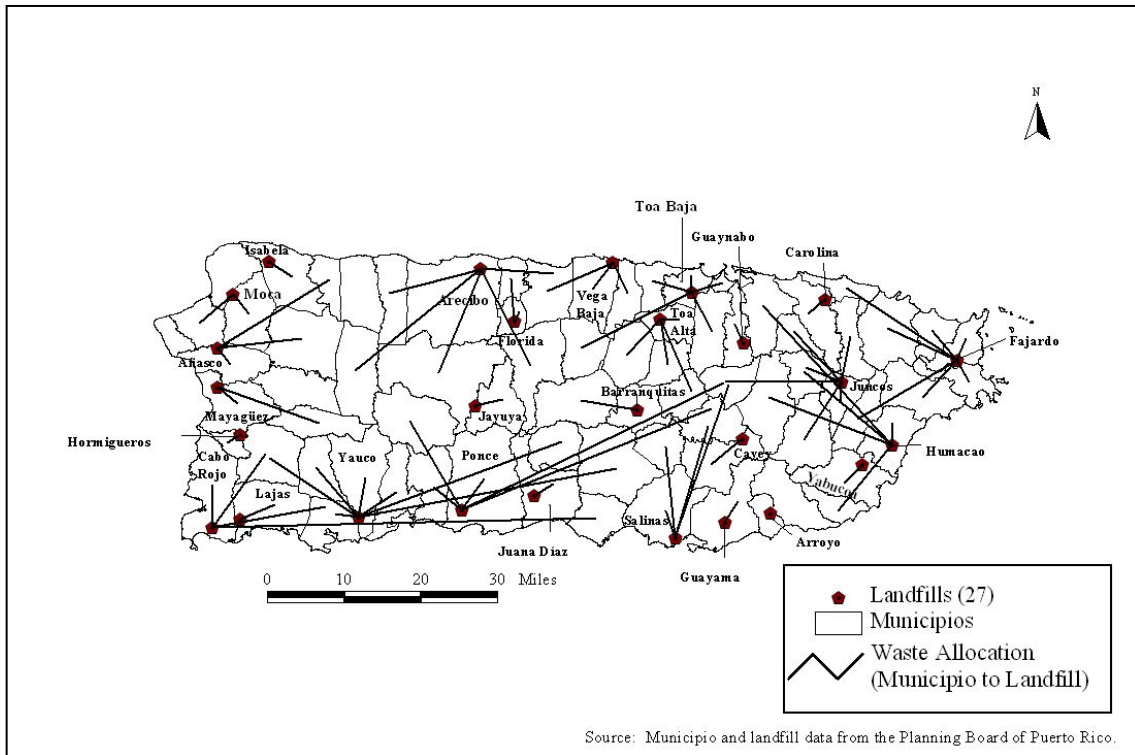 N
Toa Baja
Guaynabo
Carolina
Isabela
Moca
Arecibo
Vega
Baja
Toa
Alta
Florida
Fajardo
Añasco
Juncos
Barranquitas
Mayagüez
Jayuya
Hormigueros
Cabo
Rojo
Yauco
Ponce
Cayey
Humacao
Yabucoa
Lajas
Salinas
Juana Díaz
Arroyo
Guayama
0 10 20 30 Miles
Landfills (27)
Municipios
Waste Allocation
(Municipio to Landfill)
Source: Municipio and landfill data from the Planning Board of Puerto Rico.